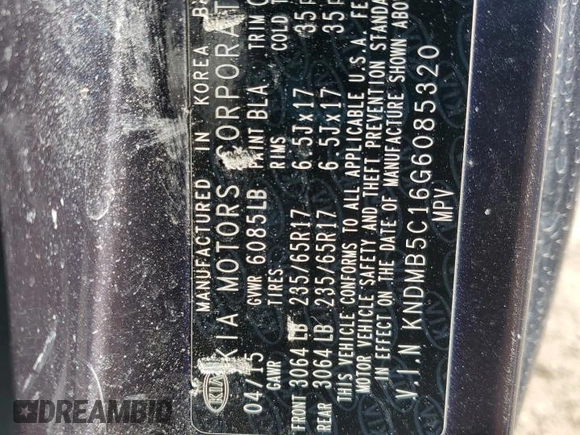 MANUFACTURED IN KOREA B
KIA MOTORS CORPORAT
04/15 GVWR 6085LB PAINT BLA. TRIM C
GAWR TIRES RIMS COLD T
FRONT 3064 LB 235/65R17 6.5Jx17 35
REAR 3064 LB 235/65R17 6.5Jx17 35
THIS VEHICLE CONFORMS TO ALL APPLICABLE U.S.A. FE
MOTOR VEHICLE SAFETY AND THEFT PREVENTION STANDA
IN EFFECT ON THE DATE OF MANUFACTURE SHOWN ABO
V.I.N KNDMB5C16G6085320
MPV
KIA
DREAMBID